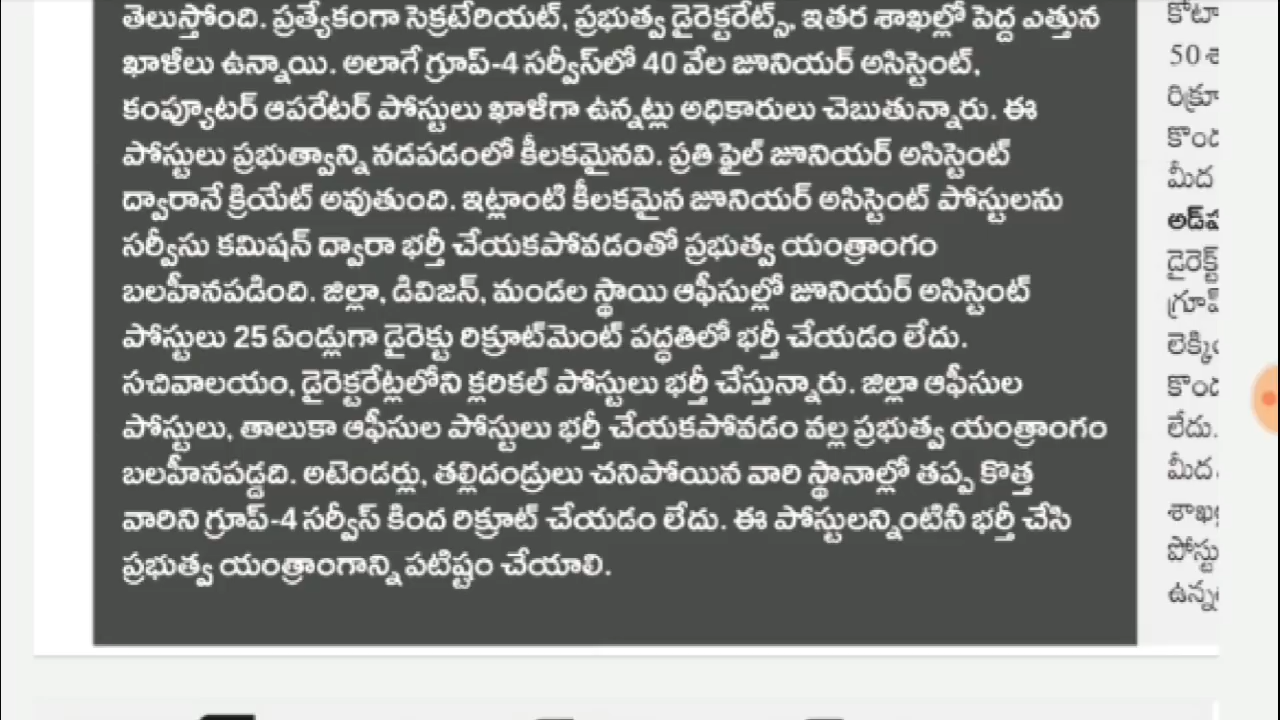 తెలుస్తోంది. ప్రత్యేకంగా సెక్రటేరియట్, ప్రభుత్వ డైరెక్టరేట్స్, ఇతర శాఖల్లో పెద్ద ఎత్తున
ఖాళీలు ఉన్నాయి. అలాగే గ్రూప్-4 సర్వీస్‌లో 40 వేల జూనియర్ అసిస్టెంట్,
కంప్యూటర్ ఆపరేటర్ పోస్టులు ఖాళీగా ఉన్నట్లు అధికారులు చెబుతున్నారు. ఈ
పోస్టులు ప్రభుత్వాన్ని నడపడంలో కీలకమైనవి. ప్రతి ఫైల్ జూనియర్ అసిస్టెంట్
ద్వారానే క్రియేట్ అవుతుంది. ఇట్లాంటి కీలకమైన జూనియర్ అసిస్టెంట్ పోస్టులను
సర్వీసు కమిషన్ ద్వారా భర్తీ చేయకపోవడంతో ప్రభుత్వ యంత్రాంగం
బలహీనపడింది. జిల్లా, డివిజన్, మండల స్థాయి ఆఫీసుల్లో జూనియర్ అసిస్టెంట్
పోస్టులు 25 ఏండ్లుగా డైరెక్టు రిక్రూట్‌మెంట్ పద్ధతిలో భర్తీ చేయడం లేదు.
సచివాలయం, డైరెక్టరేట్లలోని క్లరికల్ పోస్టులు భర్తీ చేస్తున్నారు. జిల్లా ఆఫీసుల
పోస్టులు, తాలుకా ఆఫీసుల పోస్టులు భర్తీ చేయకపోవడం వల్ల ప్రభుత్వ యంత్రాంగం
బలహీనపడ్డది. అటెండర్లు, తల్లిదండ్రులు చనిపోయిన వారి స్థానాల్లో తప్ప కొత్త
వారిని గ్రూప్-4 సర్వీస్ కింద రిక్రూట్ చేయడం లేదు. ఈ పోస్టులన్నింటినీ భర్తీ చేసి
ప్రభుత్వ యంత్రాంగాన్ని పటిష్టం చేయాలి.
కోటా
50
రిక్రూ
కొంద
మీద
అడ్‌హ
డైరెక్ట్
గ్రూప్
లెక్కిం
కొంద
లేదు.
మీద
శాఖ
పోస్టు
ఉన్న